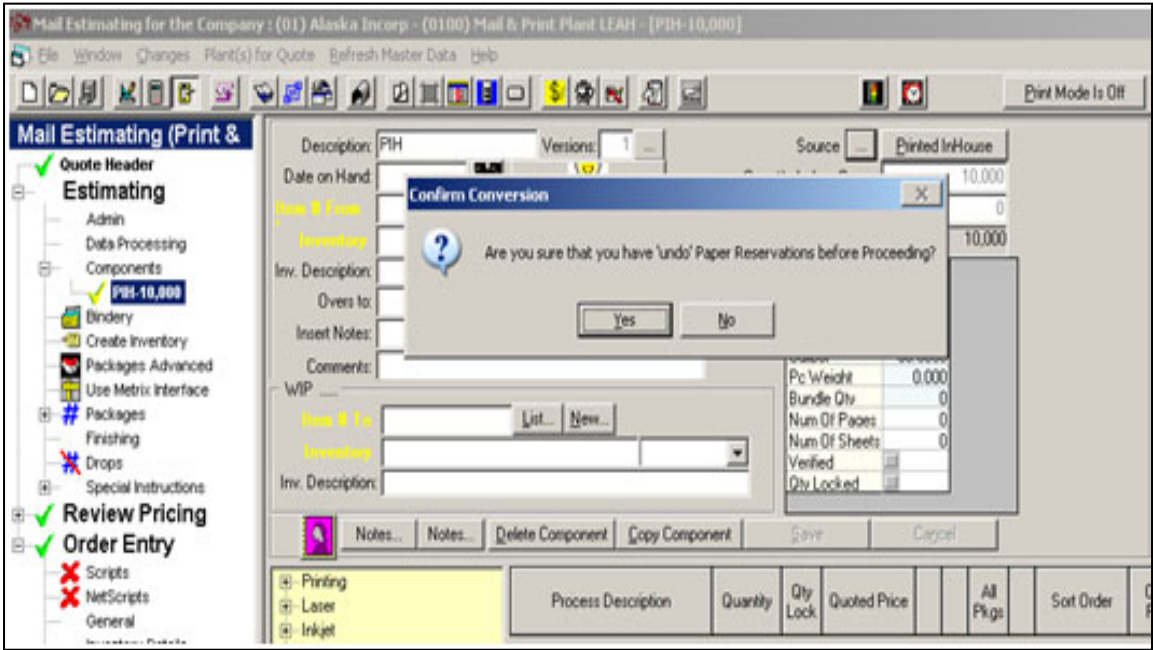 Mail Estimating for the Company : (01) Alaska Incorp - (0100) Mail & Print Plant LEAH - [PIH-10,000]
File Window Changes Plant(s) for Quote Refresh Master Data Help
Print Mode Is Off
Mail Estimating (Print &
Quote Header
Estimating
Admin
Data Processing
Components
PIH-10,000
Bindery
Create Inventory
Packages Advanced
Use Metrix Interface
Packages
Finishing
Drops
Special Instructions
Review Pricing
Order Entry
Scripts
NetScripts
General
Description: PIH Versions: 1 ... Source ... Printed InHouse
Date on Hand: 10,000
Item # From 0
Inventory 10,000
Inv. Description:
Overs to:
Insert Notes:
Comments:
Confirm Conversion
Are you sure that you have 'undo' Paper Reservations before Proceeding?
Yes No
Pc Weight 0.000
Bundle Qty 0
Num Of Pages 0
Num Of Sheets 0
Verified
Qty Locked
WIP .....
Item # To List... New...
Inventory
Inv. Description:
Notes... Notes... Delete Component Copy Component Save Cancel
Printing
Laser
Inkjet
Process Description Quantity Qty Lock Quoted Price All Pkgs Sort Order